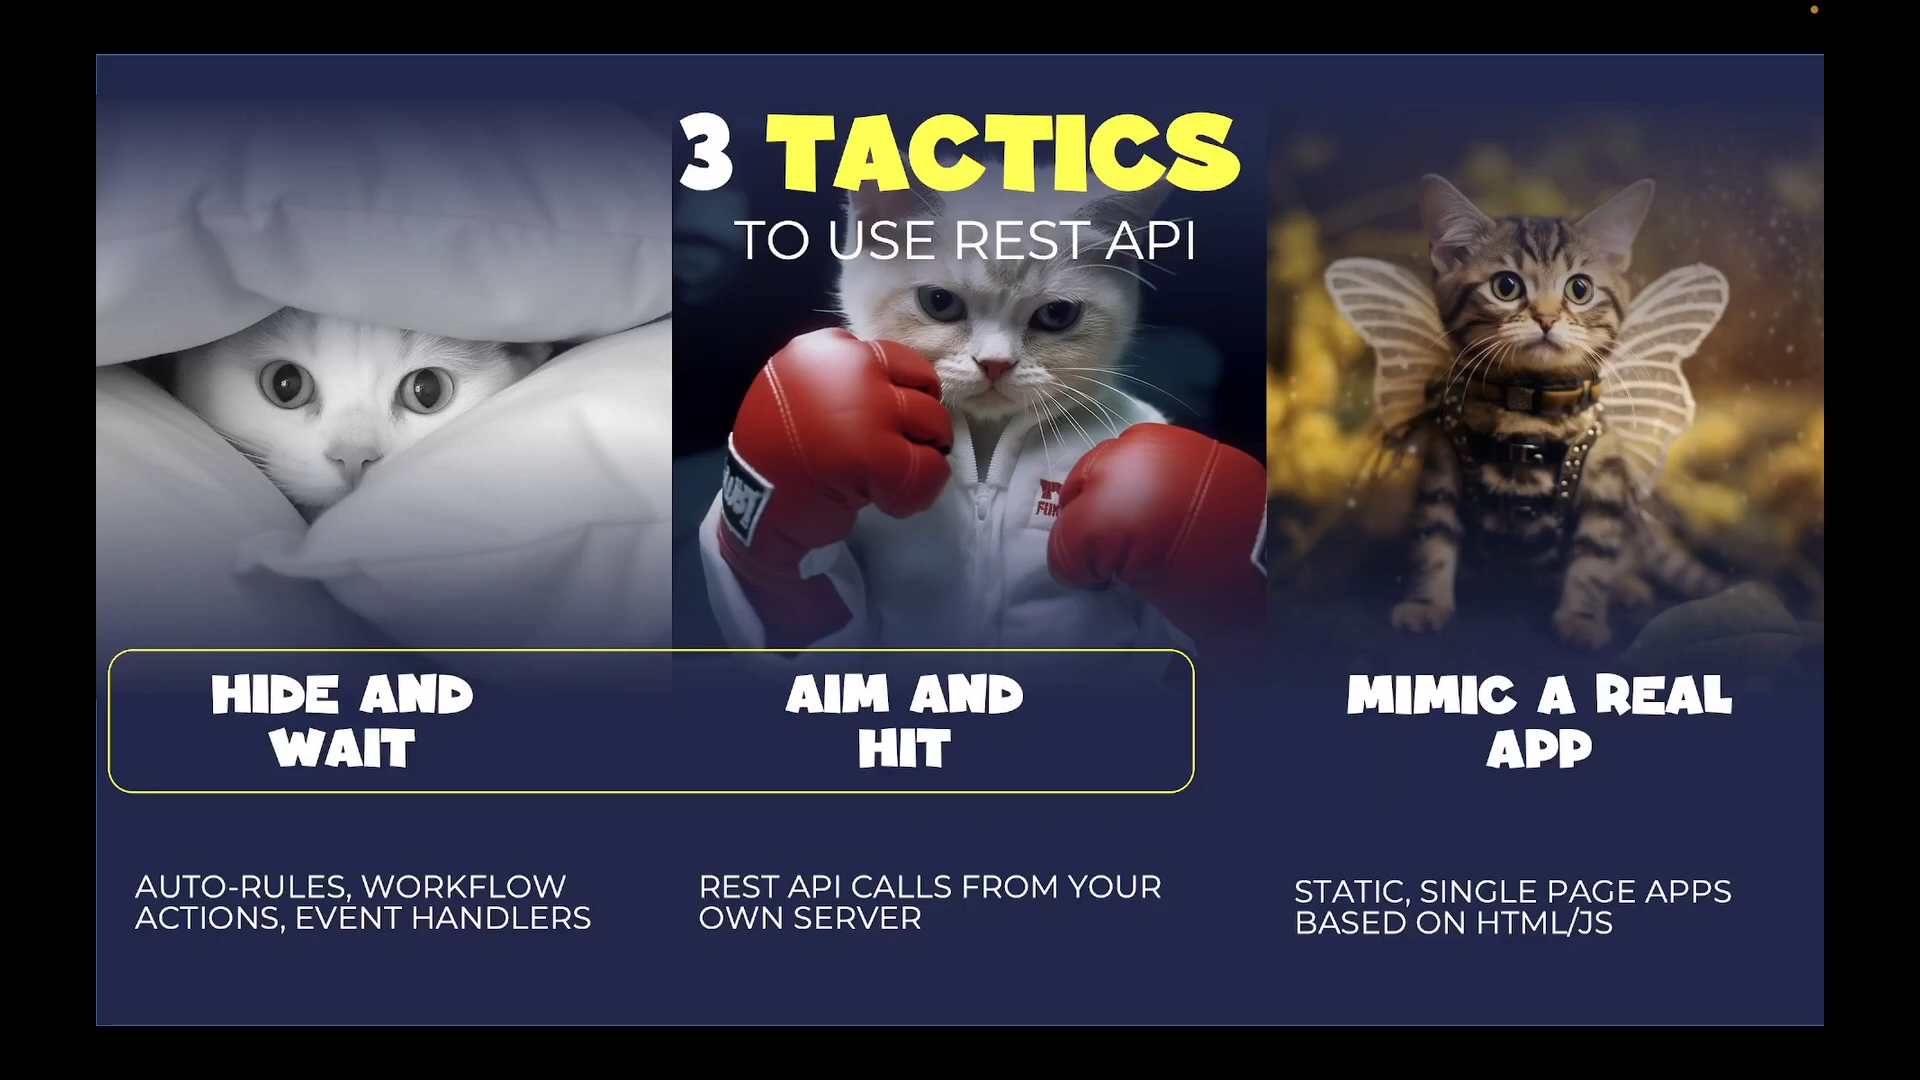 3 TACTICS
TO USE REST API
HIDE AND
WAIT
AIM AND
HIT
MIMIC A REAL
APP
AUTO-RULES, WORKFLOW
ACTIONS, EVENT HANDLERS
REST API CALLS FROM YOUR
OWN SERVER
STATIC, SINGLE PAGE APPS
BASED ON HTML/JS